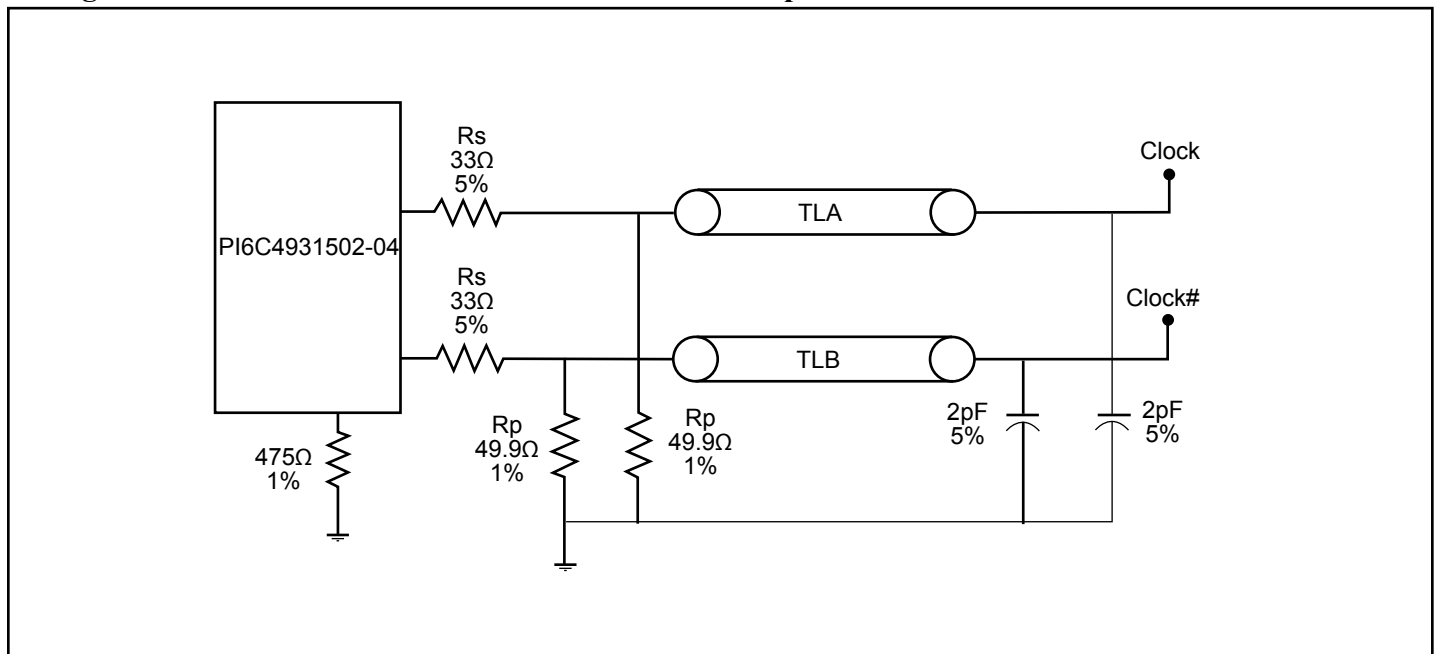 Rs
33Ω
5%
Clock
TLA
PI6C4931502-04
Rs
33Ω
5%
Clock#
TLB
Rp
49.9Ω
1%
Rp
49.9Ω
1%
2pF
5%
2pF
5%
475Ω
1%